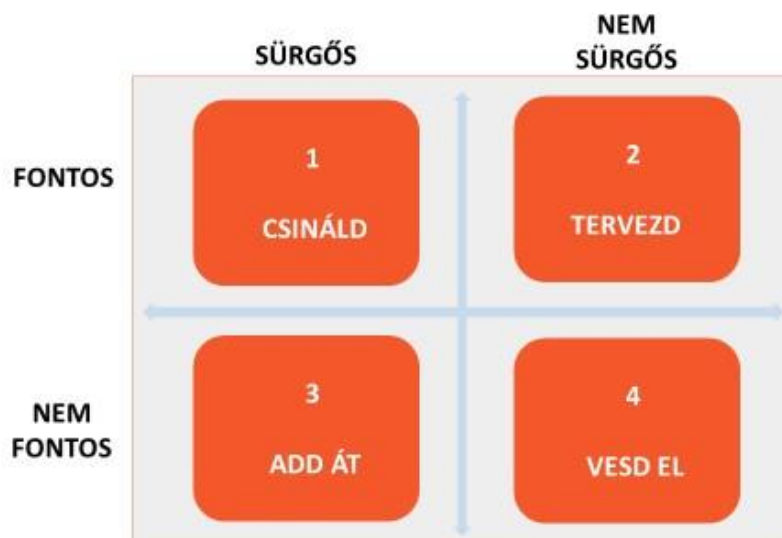 SÜRGŐS
NEM
SÜRGŐS
FONTOS
1
CSINÁLD
2
TERVEZD
NEM
FONTOS
3
ADD ÁT
4
VESD EL